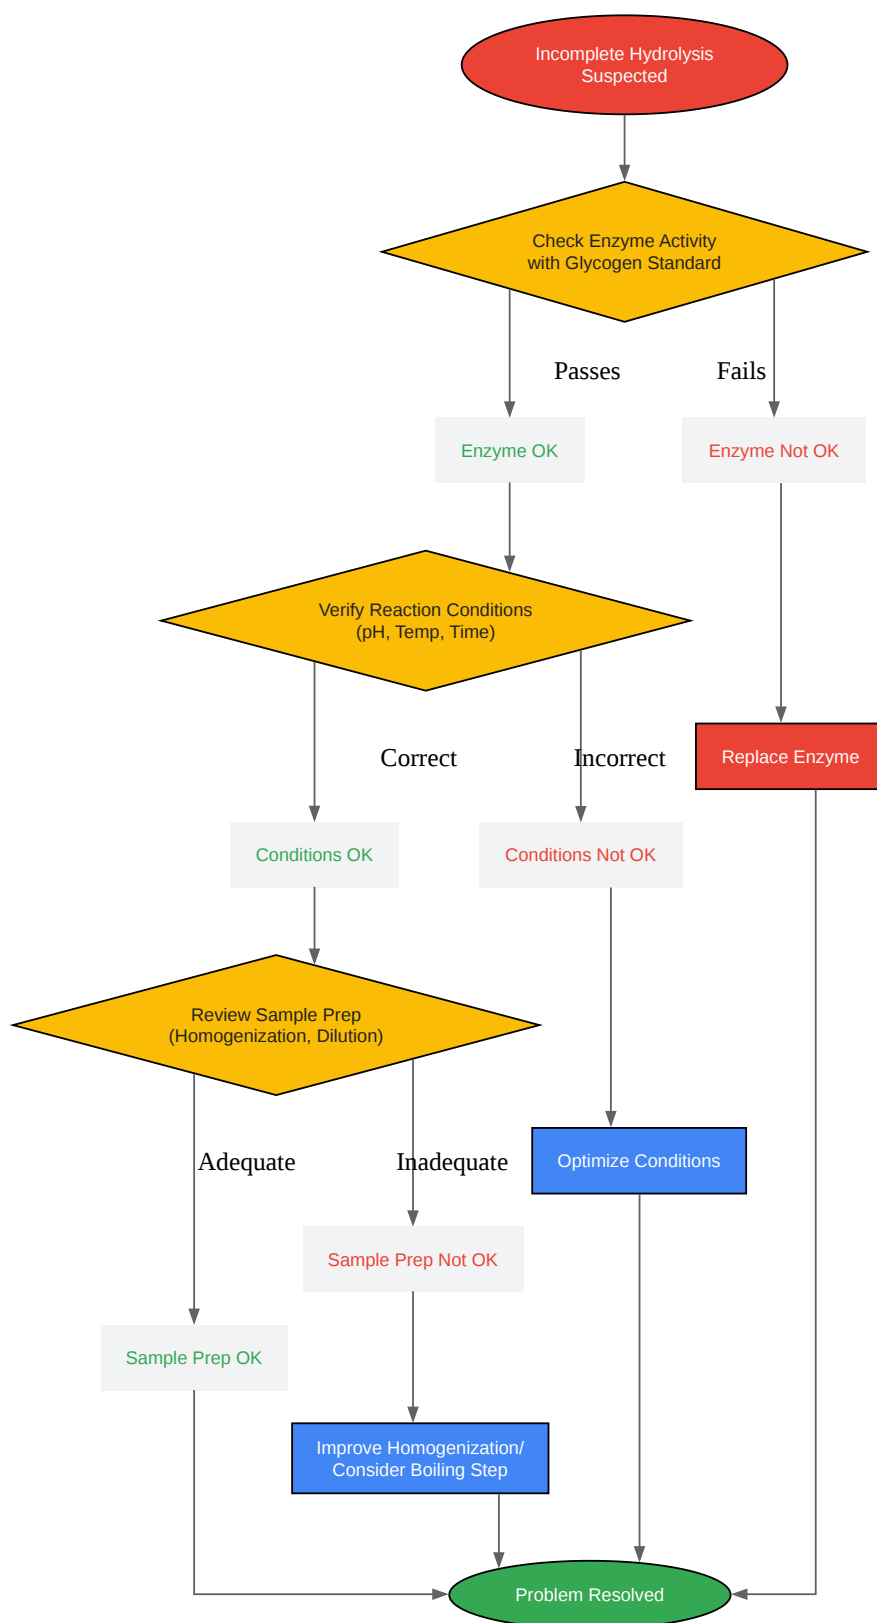 Incomplete Hydrolysis
Suspected
Check Enzyme Activity
with Glycogen Standard
Passes
Fails
Enzyme OK
Enzyme Not OK
Verify Reaction Conditions
(pH, Temp, Time)
Correct
Incorrect
Replace Enzyme
Conditions OK
Conditions Not OK
Review Sample Prep
(Homogenization, Dilution)
Adequate
Inadequate
Optimize Conditions
Sample Prep Not OK
Sample Prep OK
Improve Homogenization/
Consider Boiling Step
Problem Resolved